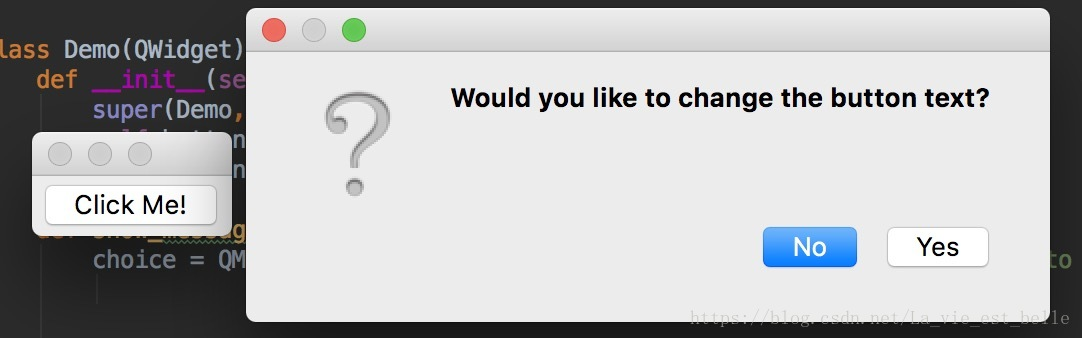 class Demo(QWidget)
def __init__(se
super(Demo,
Would you like to change the button text?
Click Me!
No
Yes
choice = QM
to
https://blog.csdn.net/La_vie_est_belle